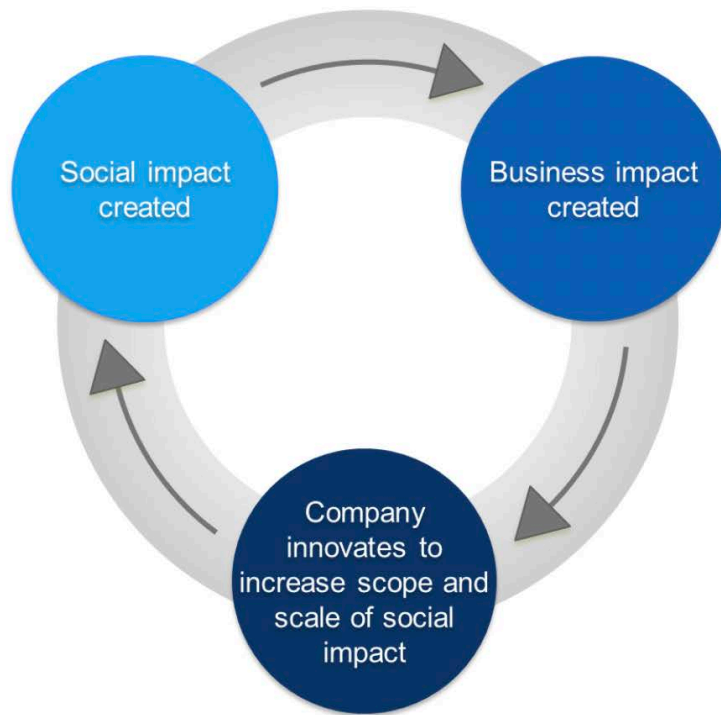 Social impact
created
Business impact
created
Company
innovates to
increase scope and
scale of social
impact